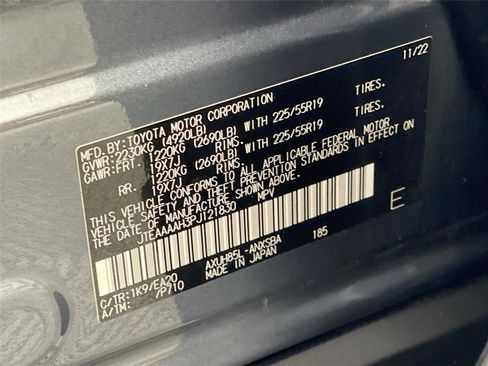 MFD.BY:TOYOTA MOTOR CORPORATION 11/22
GVWR: 2230KG (4920LB)
GAWR:FRT. 1220KG (2690LB) WITH 225/55R19 TIRES.
19X7J RIMS.
RR. 1220KG (2690LB) WITH 225/55R19 TIRES.
19X7J RIMS.
THIS VEHICLE CONFORMS TO ALL APPLICABLE FEDERAL MOTOR
VEHICLE SAFETY STANDARDS IN EFFECT ON THE
DATE OF MANUFACTURE SHOWN ABOVE.
JTEAAAAH3PJ121830 MPV
E
C/TR:1K9/EA20 AXUH85L-ANXSBA 185
A/TM: /P710 MADE IN JAPAN